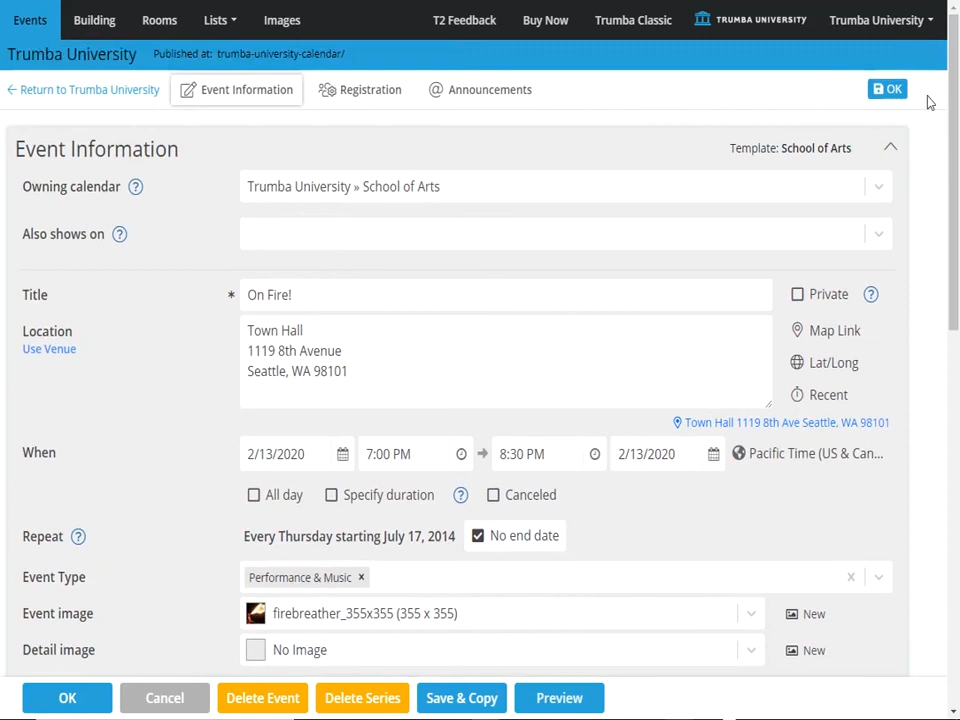 Events Building Rooms Lists Images T2 Feedback Buy Now Trumba Classic TRUMBA UNIVERSITY Trumba University
Trumba University Published at: trumba-university-calendar/
Return to Trumba University Event Information Registration @ Announcements OK
Event Information Template: School of Arts
Owning calendar ? Trumba University » School of Arts
Also shows on ?
Title * On Fire! Private ?
Location Town Hall Map Link
Use Venue 1119 8th Avenue
Seattle, WA 98101 Lat/Long
Recent
Town Hall 1119 8th Ave Seattle, WA 98101
When 2/13/2020 7:00 PM 8:30 PM 2/13/2020 Pacific Time (US & Can...
All day Specify duration ? Canceled
Repeat ? Every Thursday starting July 17, 2014 No end date
Event Type Performance & Music x x
Event image firebreather_355x355 (355 x 355) New
Detail image No Image New
OK Cancel Delete Event Delete Series Save & Copy Preview